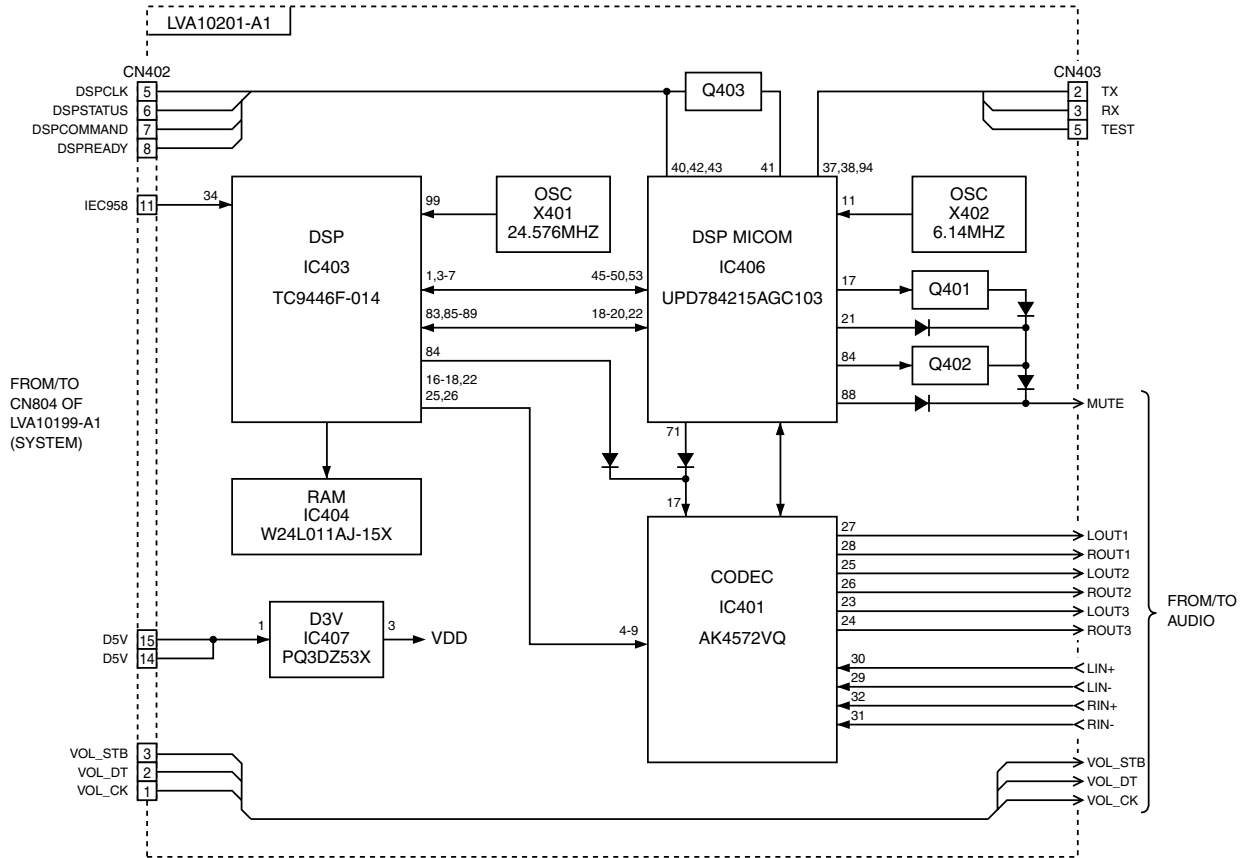 LVA10201-A1
CN402
CN403
DSPCLK 5
DSPSTATUS 6
DSPCOMMAND 7
DSPREADY 8
Q403
2 TX
3 RX
5 TEST
40,42,43
41
37,38,94
IEC958 11
34
DSP
IC403
TC9446F-014
99
OSC
X401
24.576MHZ
DSP MICOM
IC406
UPD784215AGC103
11
OSC
X402
6.14MHZ
1,3-7
45-50,53
83,85-89
18-20,22
84
16-18,22
25,26
17
Q401
21
84
Q402
88
MUTE
71
17
FROM/TO
CN804 OF
LVA10199-A1
(SYSTEM)
RAM
IC404
W24L011AJ-15X
CODEC
IC401
AK4572VQ
4-9
27 LOUT1
28 ROUT1
25 LOUT2
26 ROUT2
23 LOUT3
24 ROUT3
30 LIN+
29 LIN-
32 RIN+
31 RIN-
FROM/TO
AUDIO
D5V 15
D5V 14
1
D3V
IC407
PQ3DZ53X
3
VDD
VOL_STB 3
VOL_DT 2
VOL_CK 1
VOL_STB
VOL_DT
VOL_CK